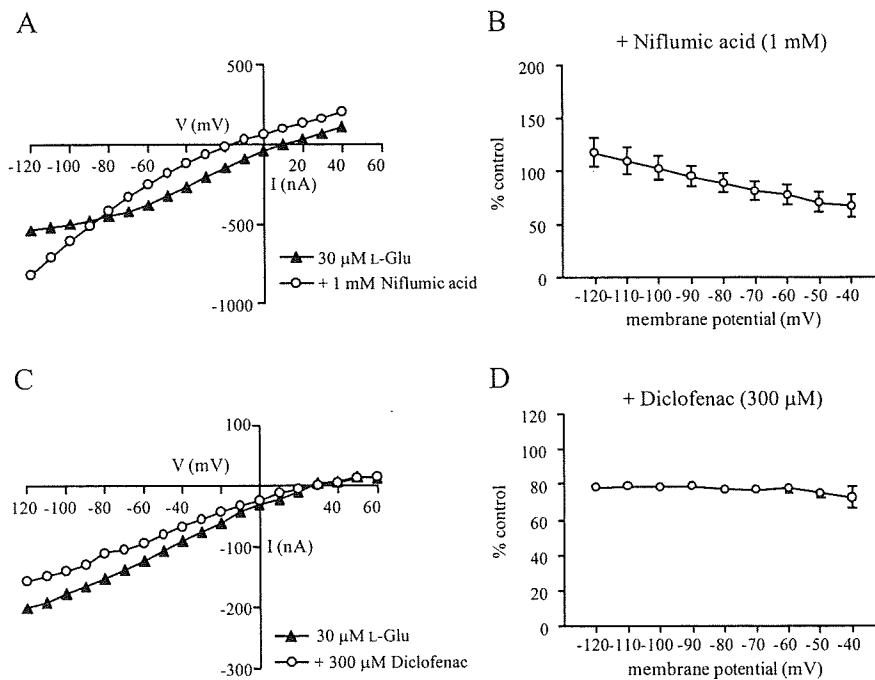 A
500
V (mV)
-120 -100 -80 -60 20 40 60
I (nA)
-500
-1000
30 µM L-Glu
+ 1 mM Niflumic acid
B
+ Niflumic acid (1 mM)
200
150
100
50
0
% control
-120 -110 -100 -90 -80 -70 -60 -50 -40
membrane potential (mV)
C
100
V (mV)
120 -100 -80 -60 -40 -20 20 40 60
-100
I (nA)
-200
-300
30 µM L-Glu
+ 300 µM Diclofenac
D
+ Diclofenac (300 µM)
120
100
80
60
40
20
0
% control
-120 -110 -100 -90 -80 -70 -60 -50 -40
membrane potential (mV)